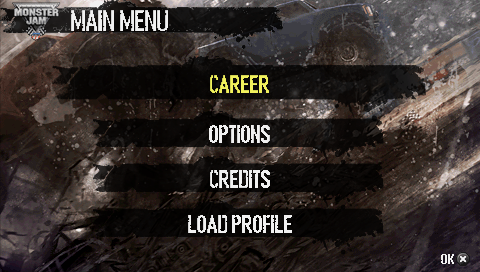 MONSTER
JAM
MAIN MENU
CAREER
OPTIONS
CREDITS
LOAD PROFILE
OK